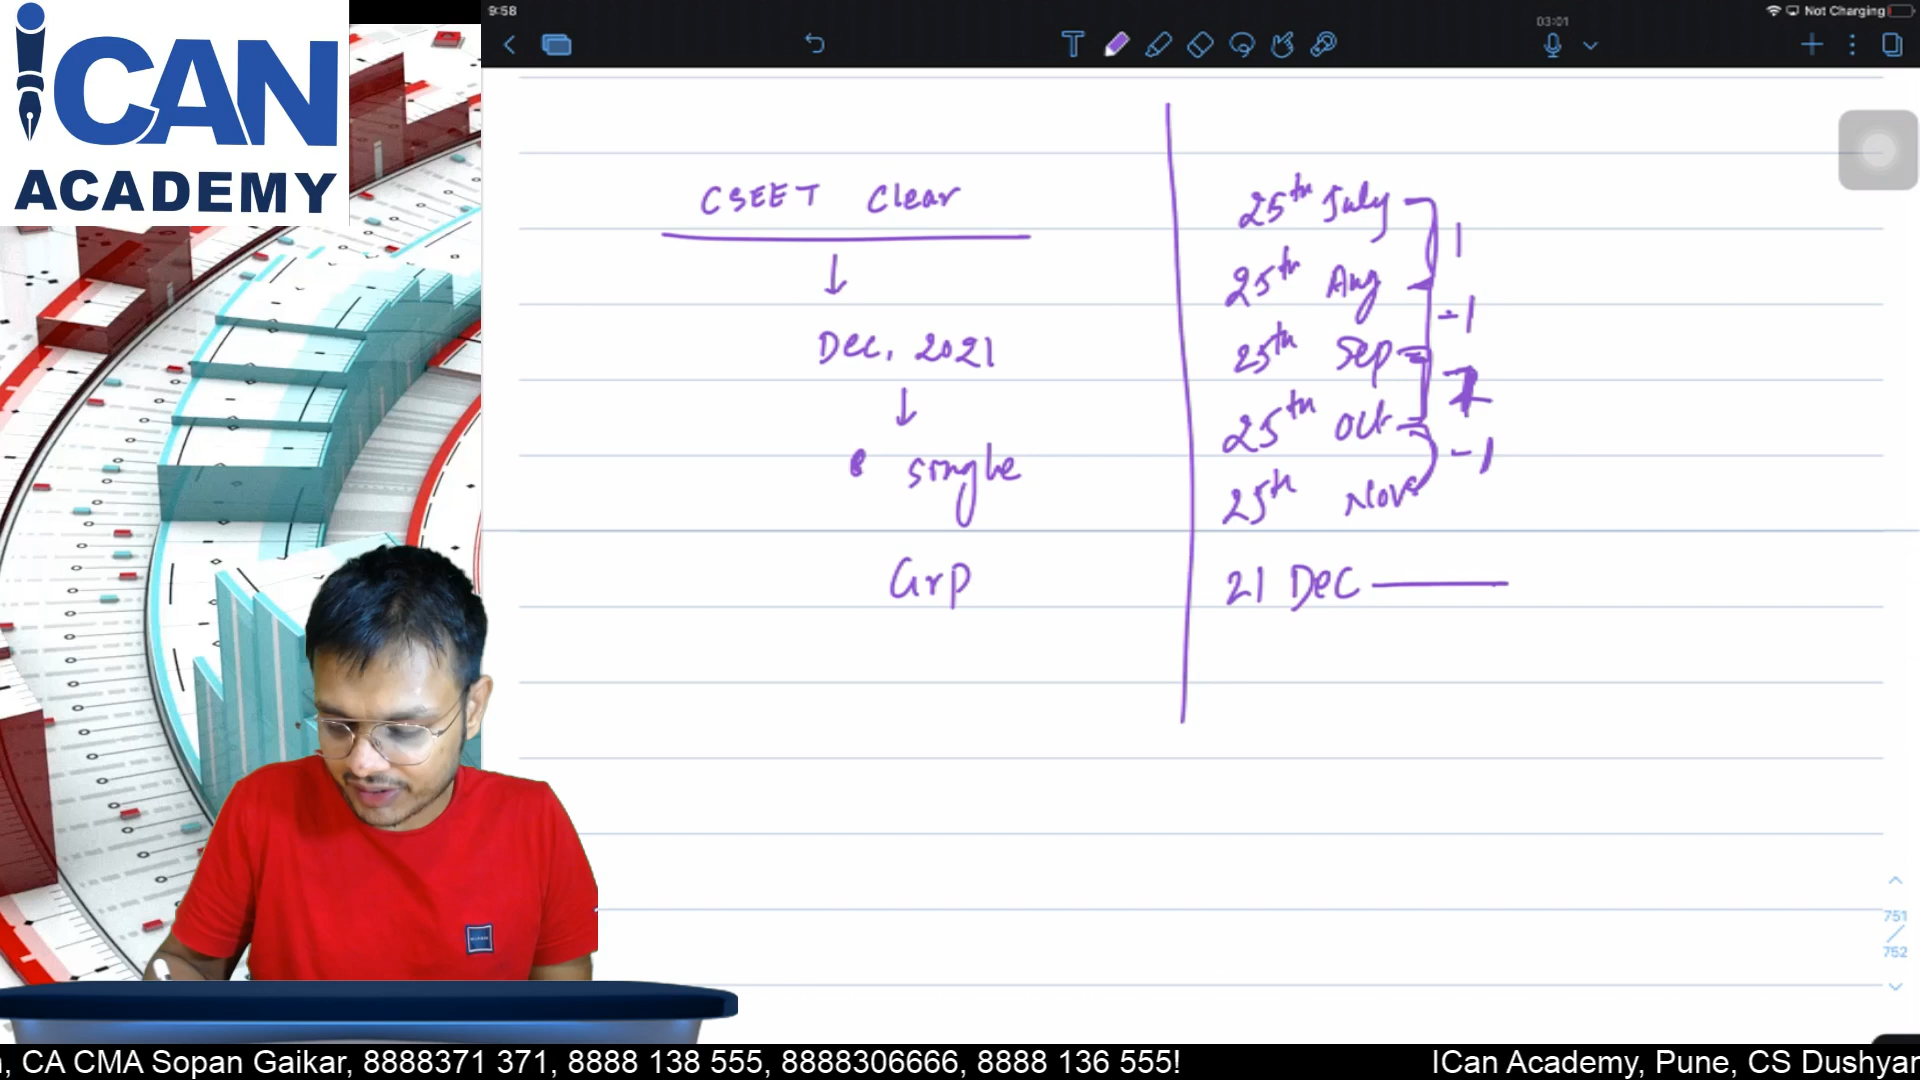 iCAN
ACADEMY
9:58
Not Charging
03:01
CSEET Clear
↓
Dec, 2021
↓
Single
Grp
25th July
1
25th Aug
-1
25th Sep
1
25th Oct
-1
25th Nov
21 Dec
751
752
, CA CMA Sopan Gaikar, 8888371 371, 8888 138 555, 8888306666, 8888 136 555!
ICan Academy, Pune, CS Dushyar